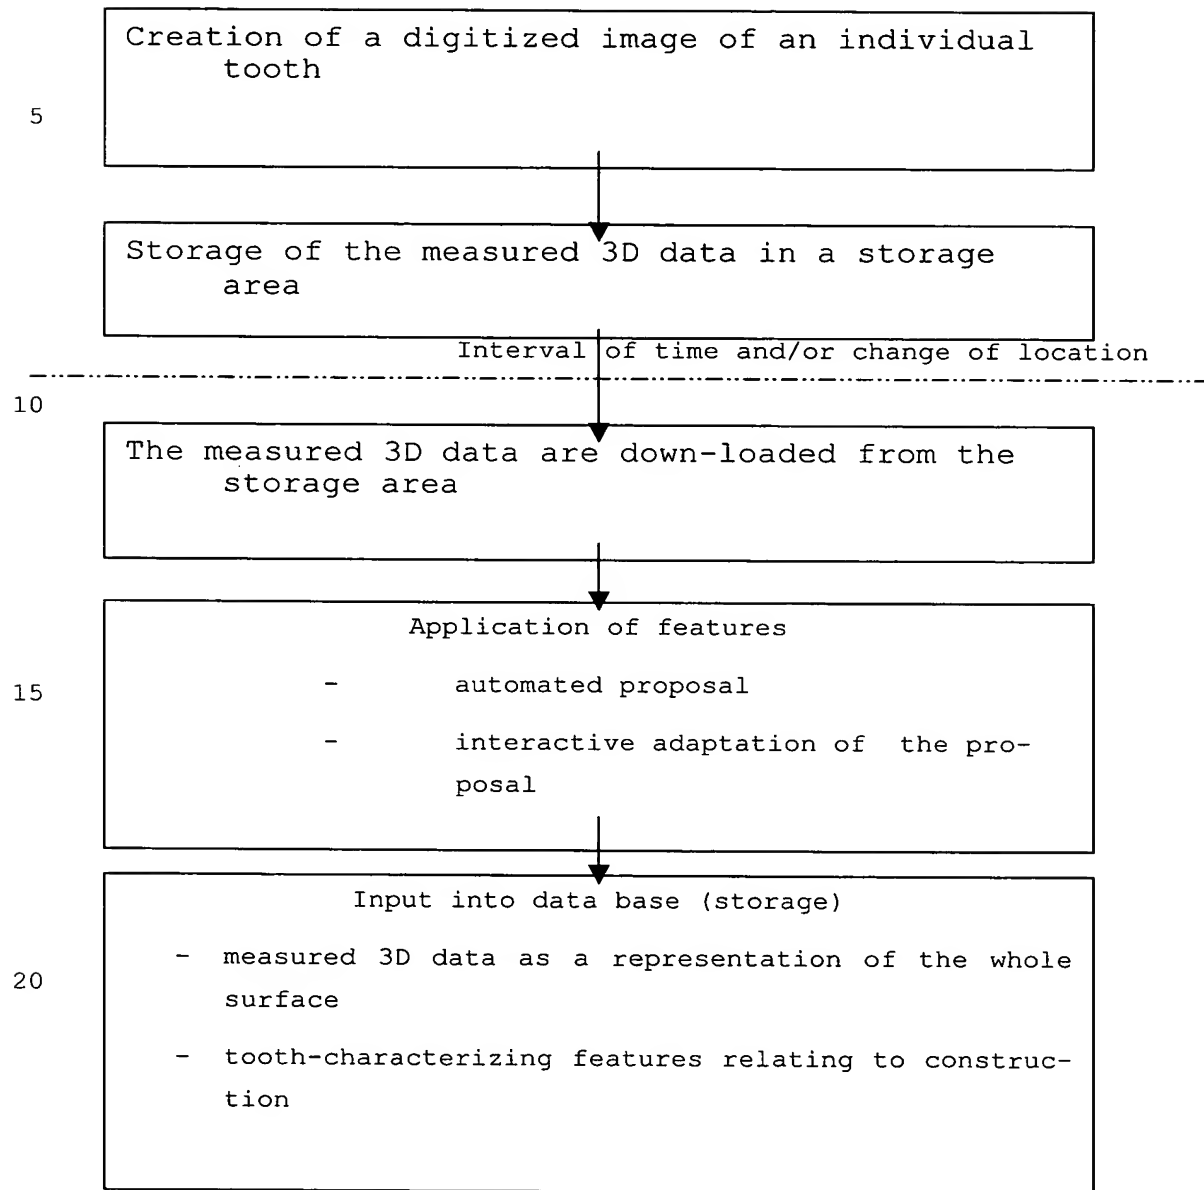 Creation of a digitized image of an individual
tooth
5
Storage of the measured 3D data in a storage
area
Interval of time and/or change of location
10
The measured 3D data are down-loaded from the
storage area
Application of features
15
- automated proposal
- interactive adaptation of the pro-
posal
Input into data base (storage)
- measured 3D data as a representation of the whole
20
surface
- tooth-characterizing features relating to construc-
tion